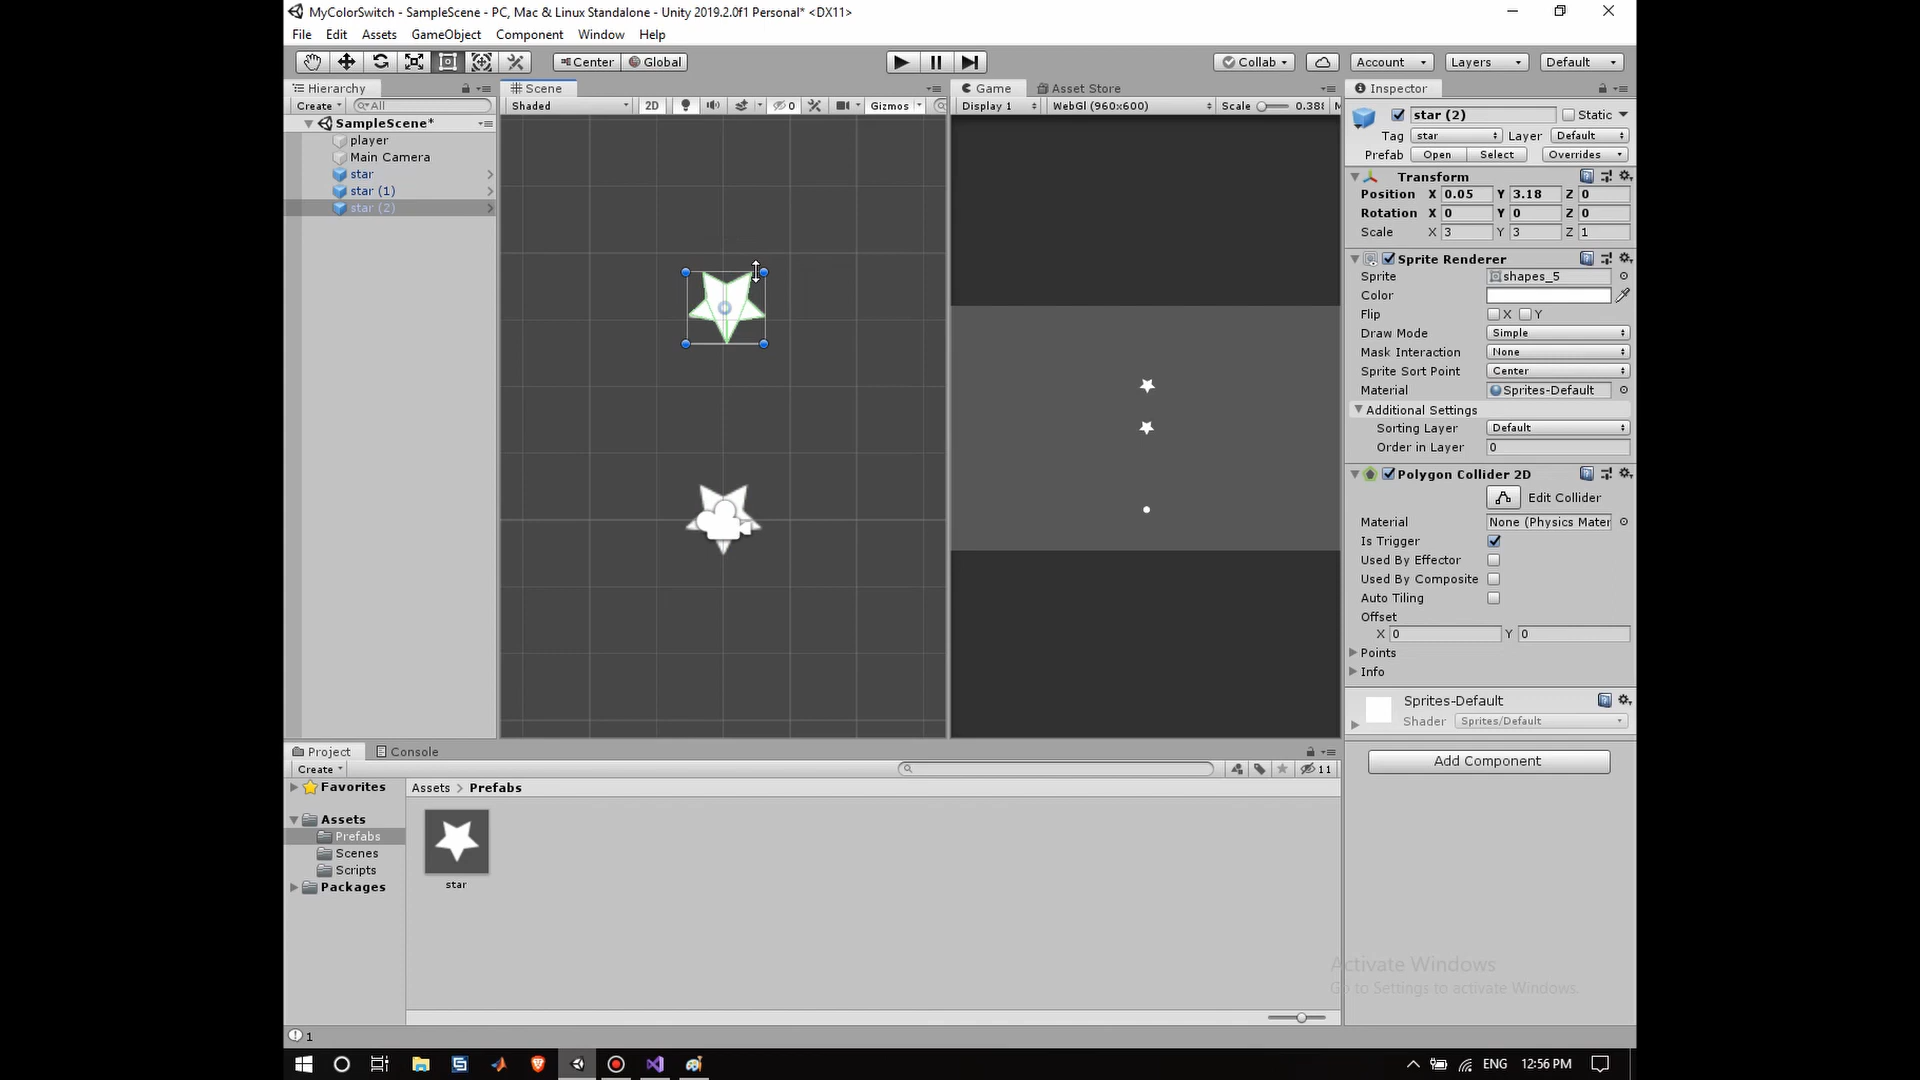 MyColorSwitch - SampleScene - PC, Mac & Linux Standalone - Unity 2019.2.0f1 Personal* <DX11>
File Edit Assets GameObject Component Window Help
Center Global Collab Account Layers Default
Hierarchy
Create All
SampleScene*
player
Main Camera
star
star (1)
star (2)
Scene
Shaded 2D 0 Gizmos
Game Asset Store
Display 1 WebGl (960x600) Scale 0.388 M
Inspector
star (2) Static
Tag star Layer Default
Prefab Open Select Overrides
Transform
Position X 0.05 Y 3.18 Z 0
Rotation X 0 Y 0 Z 0
Scale X 3 Y 3 Z 1
Sprite Renderer
Sprite shapes_5
Color
Flip X Y
Draw Mode Simple
Mask Interaction None
Sprite Sort Point Center
Material Sprites-Default
Additional Settings
Sorting Layer Default
Order in Layer 0
Polygon Collider 2D
Edit Collider
Material None (Physics Mater
Is Trigger
Used By Effector
Used By Composite
Auto Tiling
Offset
X 0 Y 0
Points
Info
Sprites-Default
Shader Sprites/Default
Add Component
Project Console
Create 11
Favorites
Assets
Prefabs
Scenes
Scripts
Packages
Assets > Prefabs
star
Activate Windows
Go to Settings to activate Windows.
1
ENG 12:56 PM